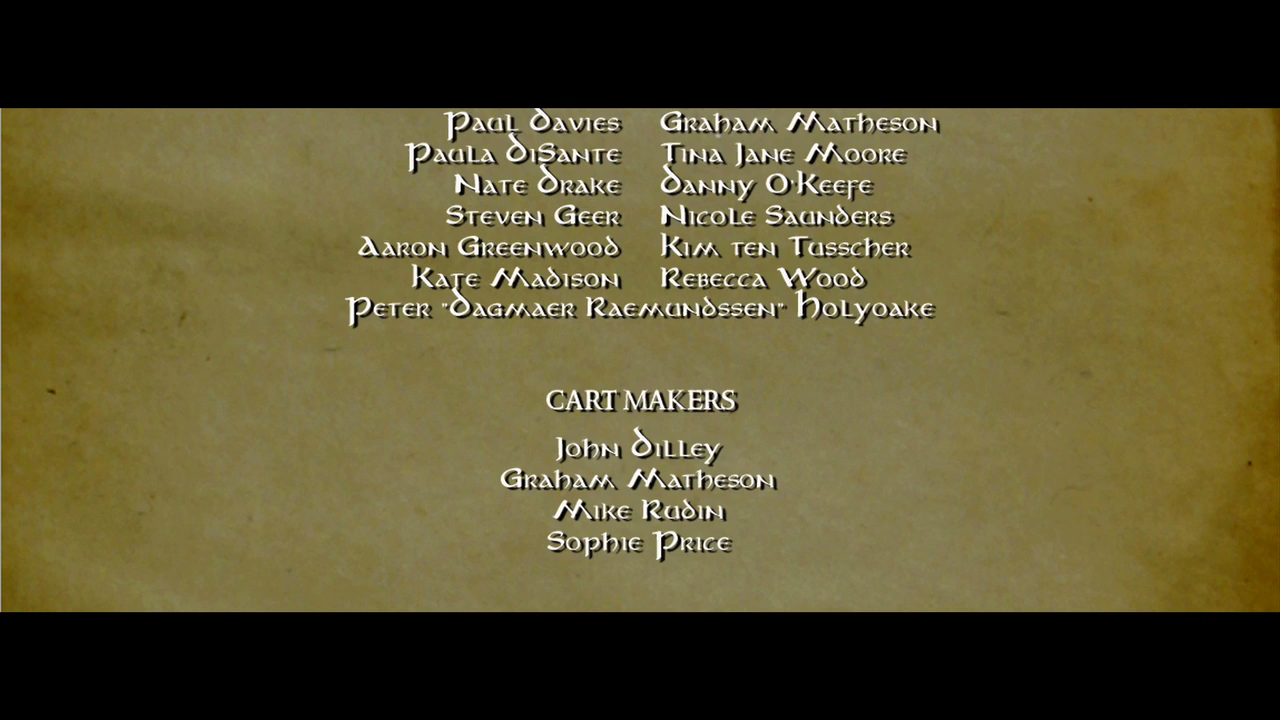 Paul Davies Graham Matheson
Paula DiSante Tina Jane Moore
Nate Drake Danny O'Keefe
Steven Geer Nicole Saunders
Aaron Greenwood Kim ten Tusscher
Kate Madison Rebecca Wood
Peter "Dagmaer Raemundssen" Holyoake
CART MAKERS
John Dilley
Graham Matheson
Mike Rudin
Sophie Price